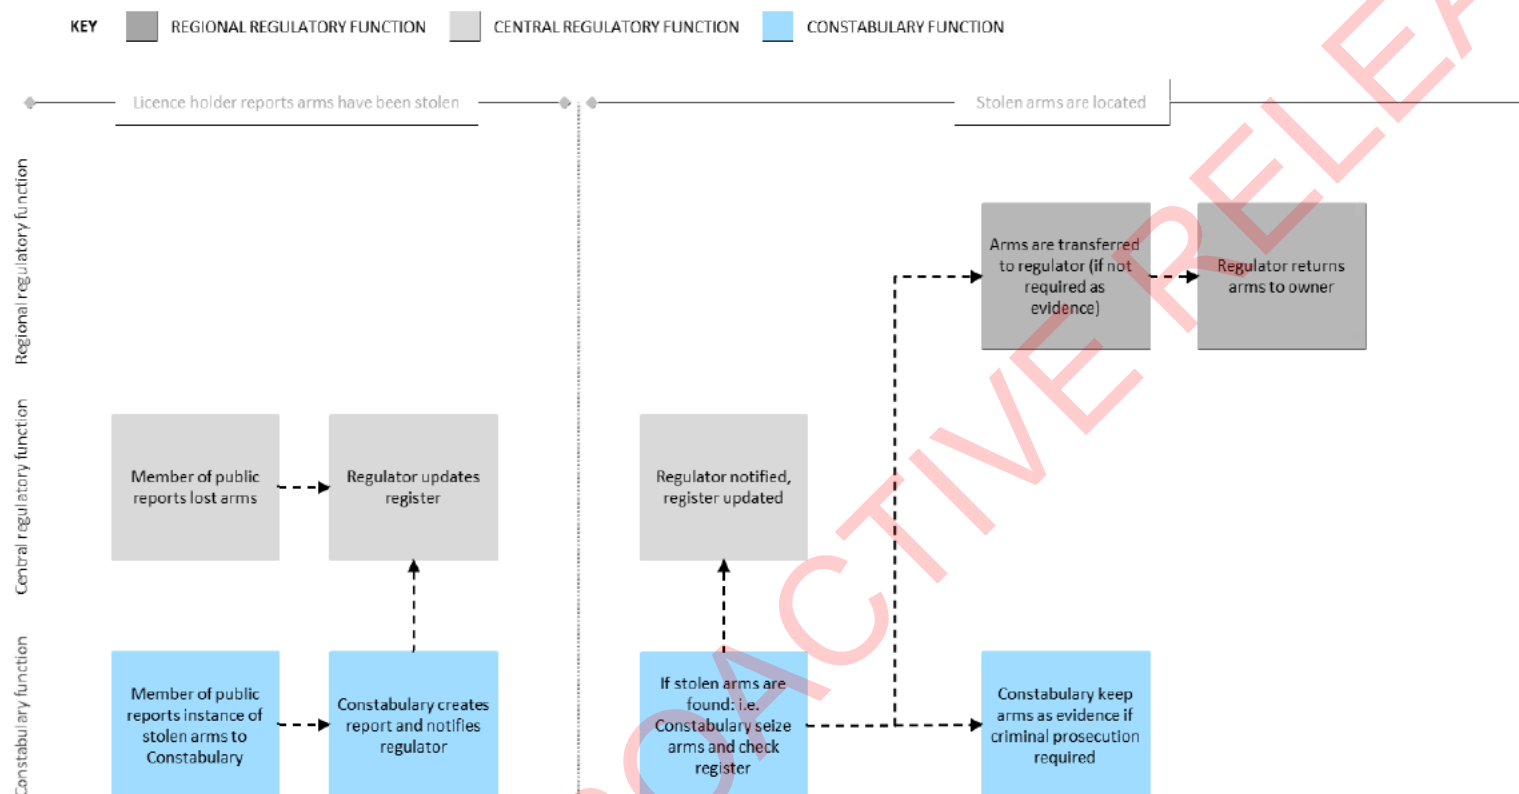 KEY
REGIONAL REGULATORY FUNCTION
CENTRAL REGULATORY FUNCTION
CONSTABULARY FUNCTION
Licence holder reports arms have been stolen
Stolen arms are located
Regional regulatory function
Arms are transferred
to regulator (if not
required as
evidence)
Regulator returns
arms to owner
Central regulatory function
Member of public
reports lost arms
Regulator updates
register
Regulator notified,
register updated
Constabulary function
Member of public
reports instance of
stolen arms to
Constabulary
Constabulary creates
report and notifies
regulator
If stolen arms are
found: i.e.
Constabulary seize
arms and check
register
Constabulary keep
arms as evidence if
criminal prosecution
required
OACTIVE RELEA